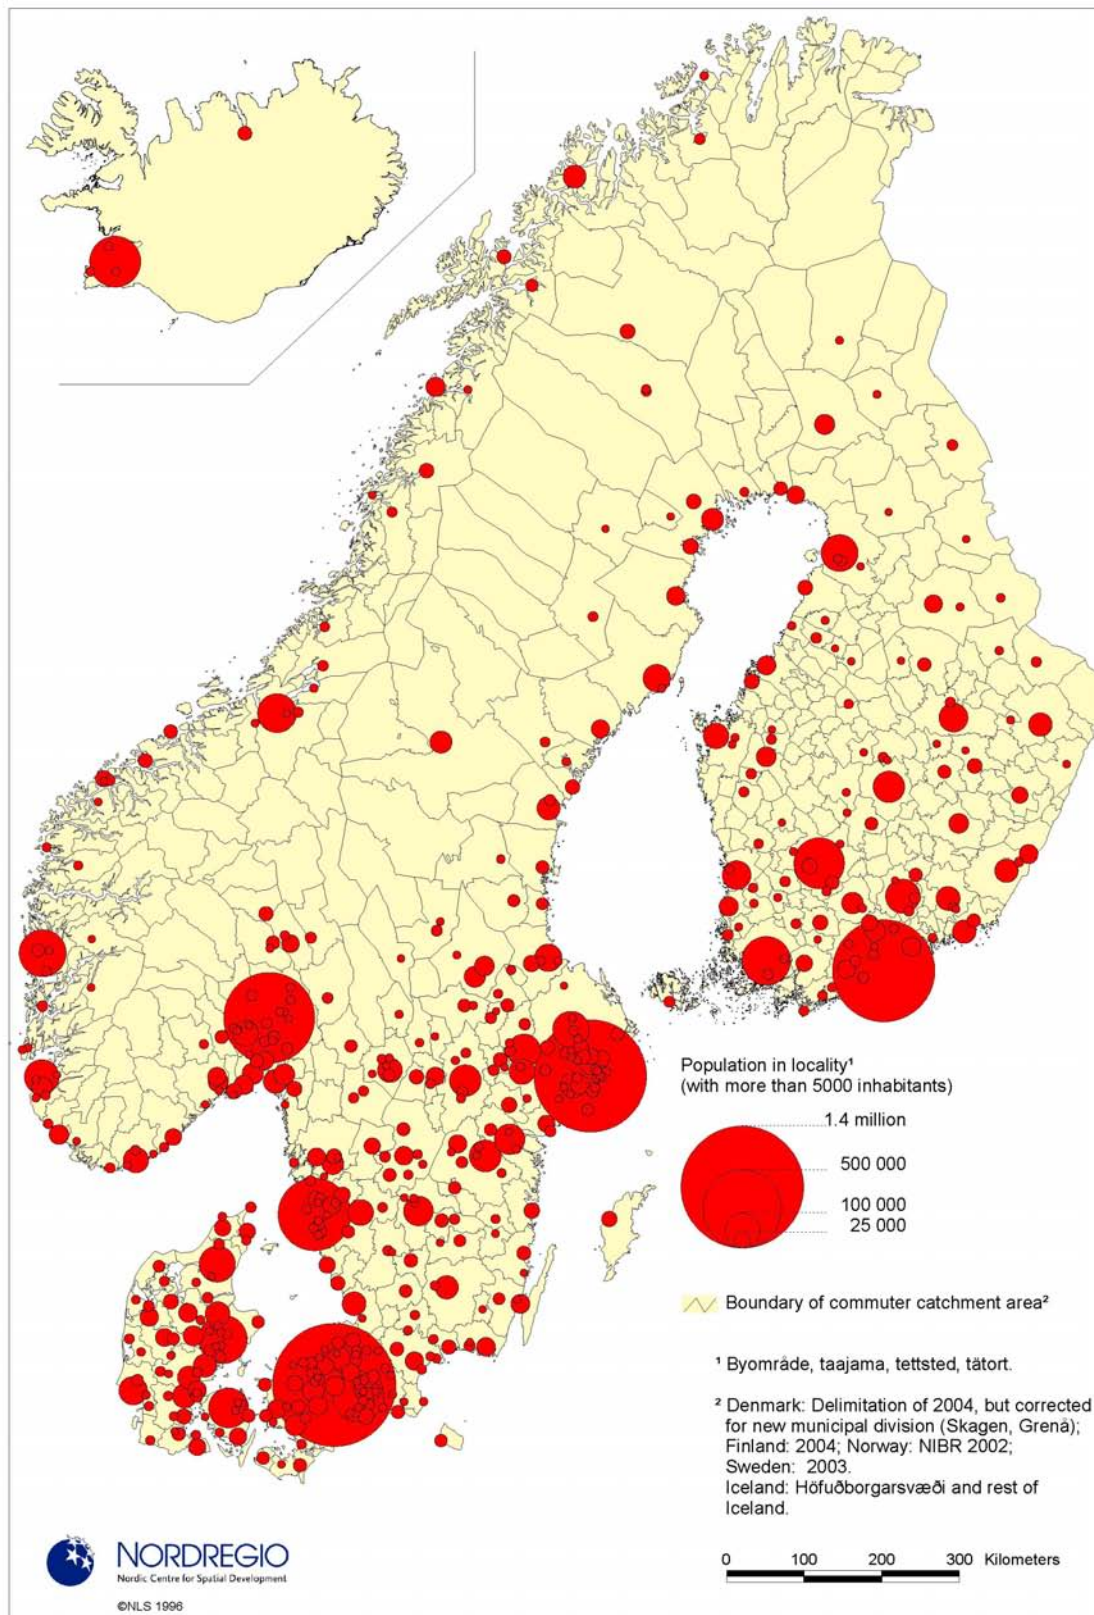 Population in locality¹
(with more than 5000 inhabitants)
1.4 million
500 000
100 000
25 000
Boundary of commuter catchment area²
¹ Byområde, taajama, tettsted, tätort.
² Denmark: Delimitation of 2004, but corrected
for new municipal division (Skagen, Grenå);
Finland: 2004; Norway: NIBR 2002;
Sweden: 2003.
Iceland: Höfuðborgarsvæði and rest of
Iceland.
NORDREGIO
Nordic Centre for Spatial Development
©NLS 1996
0 100 200 300 Kilometers